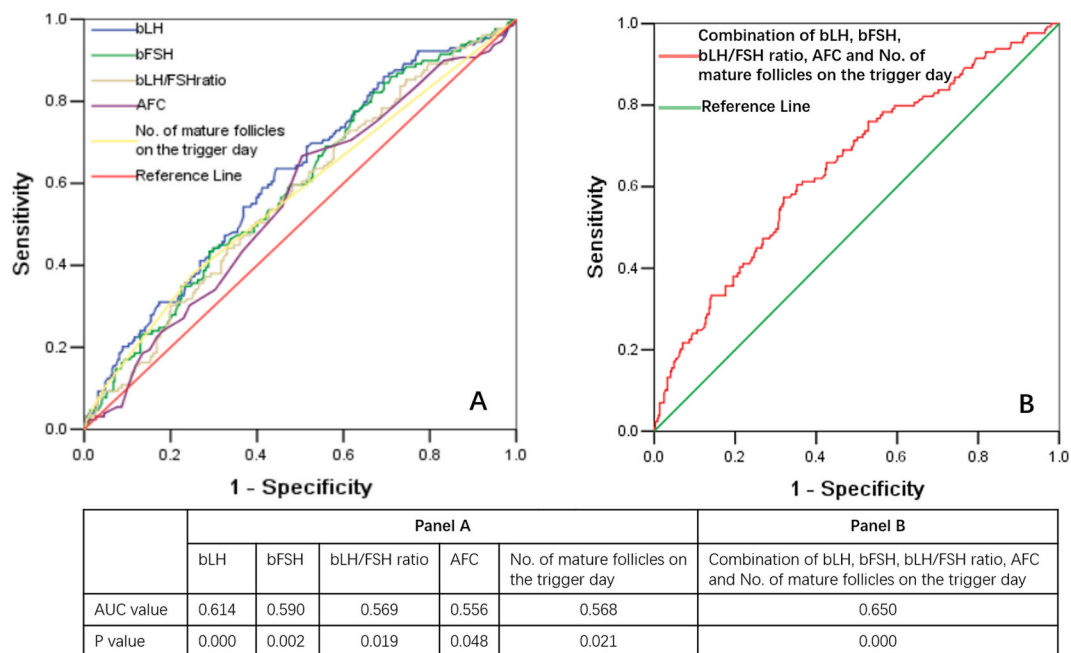 1.0
0.8
0.6
0.4
0.2
0.0
Sensitivity
bLH
bFSH
bLH/FSHratio
AFC
No. of mature follicles
on the trigger day
Reference Line
A
0.0 0.2 0.4 0.6 0.8 1.0
1 - Specificity
1.0
0.8
0.6
0.4
0.2
0.0
Sensitivity
Combination of bLH, bFSH,
bLH/FSH ratio, AFC and No. of
mature follicles on the trigger day
Reference Line
B
0.0 0.2 0.4 0.6 0.8 1.0
1 - Specificity
Panel A Panel B
bLH bFSH bLH/FSH ratio AFC No. of mature follicles on Combination of bLH, bFSH, bLH/FSH ratio, AFC
the trigger day and No. of mature follicles on the trigger day
AUC value 0.614 0.590 0.569 0.556 0.568 0.650
P value 0.000 0.002 0.019 0.048 0.021 0.000